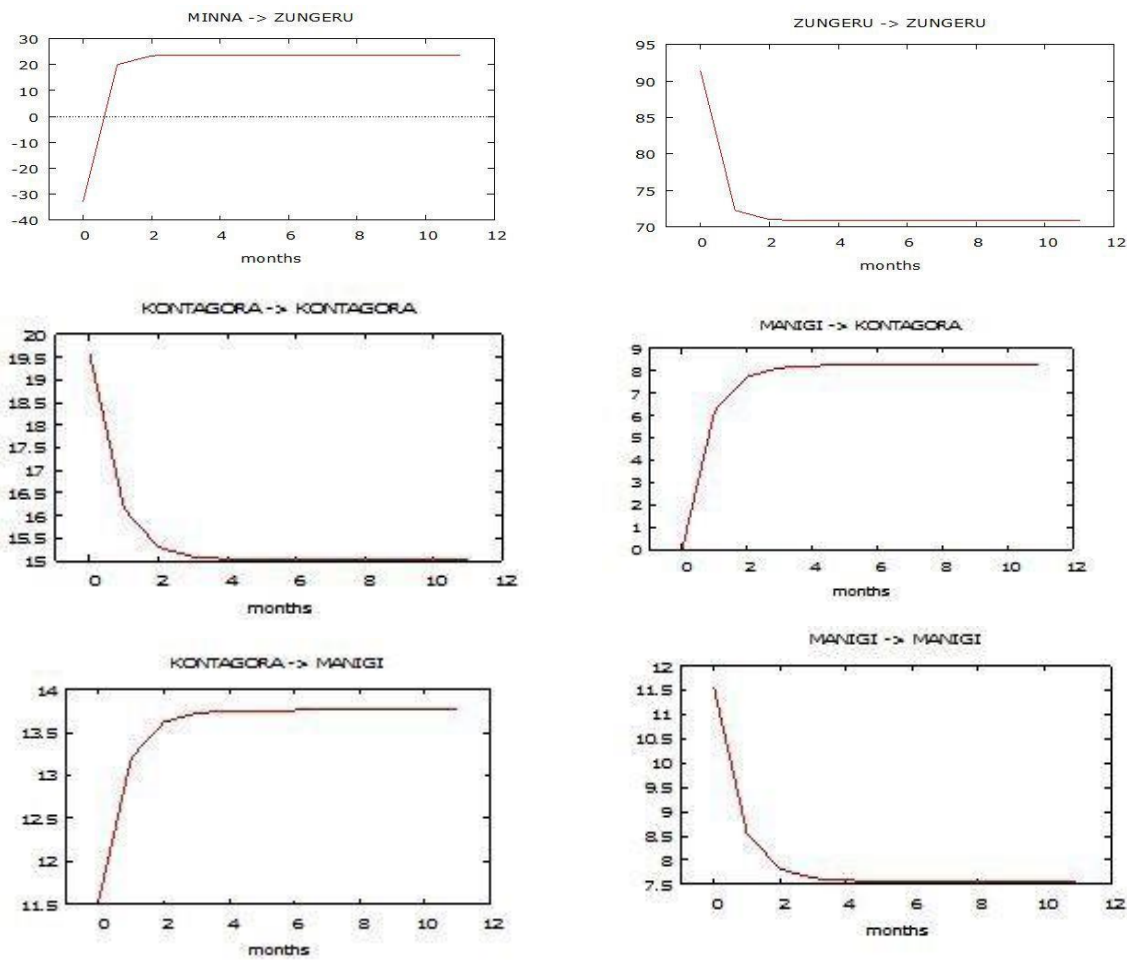 MINNA -> ZUNGERU
30
20
10
0
-10
-20
-30
-40
0 2 4 6 8 10 12
months
ZUNGERU -> ZUNGERU
95
90
85
80
75
70
0 2 4 6 8 10 12
months
KONTAGORA -> KONTAGORA
20
19.5
19
18.5
18
17.5
17
16.5
16
15.5
15
0 2 4 6 8 10 12
months
MANIGI -> KONTAGORA
9
8
7
6
5
4
3
2
1
0
0 2 4 6 8 10 12
months
KONTAGORA -> MANIGI
14
13.5
13
12.5
12
11.5
0 2 4 6 8 10 12
months
MANIGI -> MANIGI
12
11.5
11
10.5
10
9.5
9
8.5
8
7.5
0 2 4 6 8 10 12
months